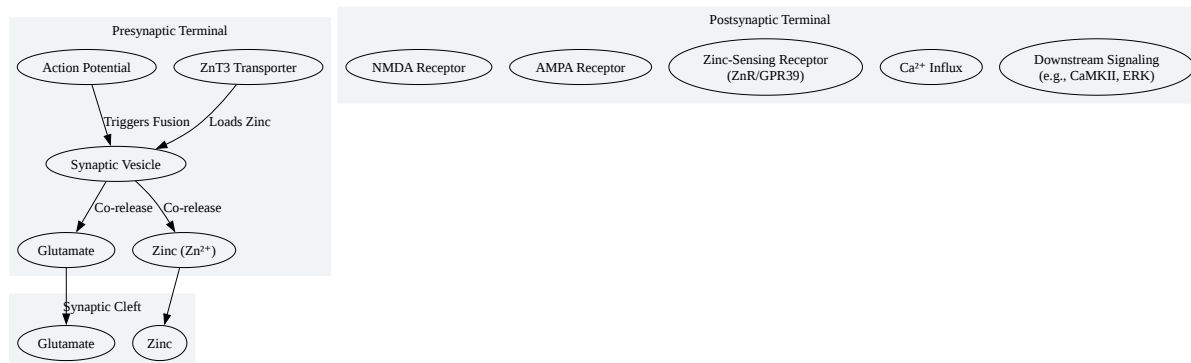 Presynaptic Terminal
Action Potential
ZnT3 Transporter
Triggers Fusion
Loads Zinc
Synaptic Vesicle
Co-release
Co-release
Glutamate
Zinc (Zn²⁺)
Synaptic Cleft
Glutamate
Zinc
Postsynaptic Terminal
NMDA Receptor
AMPA Receptor
Zinc-Sensing Receptor
(ZnR/GPR39)
Ca²⁺ Influx
Downstream Signaling
(e.g., CaMKII, ERK)